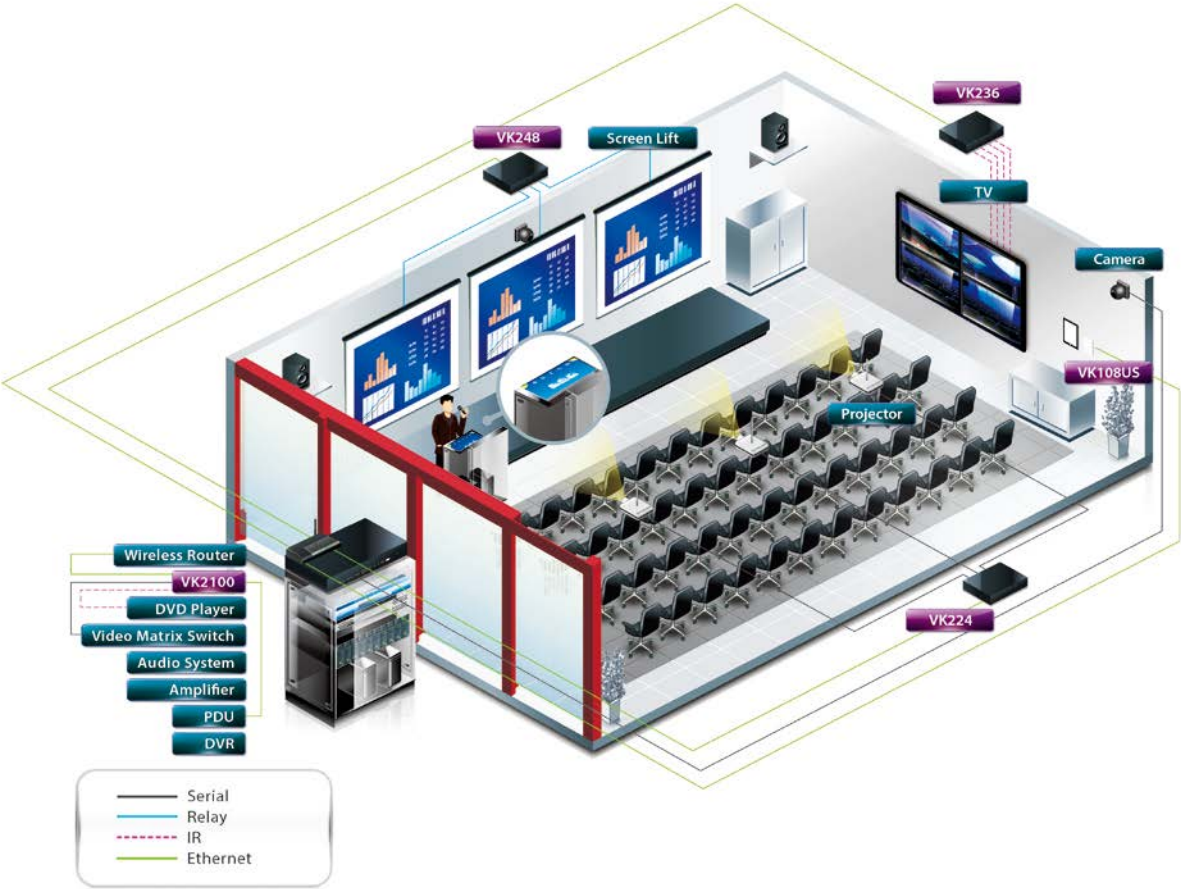 VK236
VK248
Screen Lift
TV
Camera
VK108US
Projector
Wireless Router
VK2100
DVD Player
Video Matrix Switch
Audio System
Amplifier
PDU
DVR
VK224
Serial
Relay
IR
Ethernet